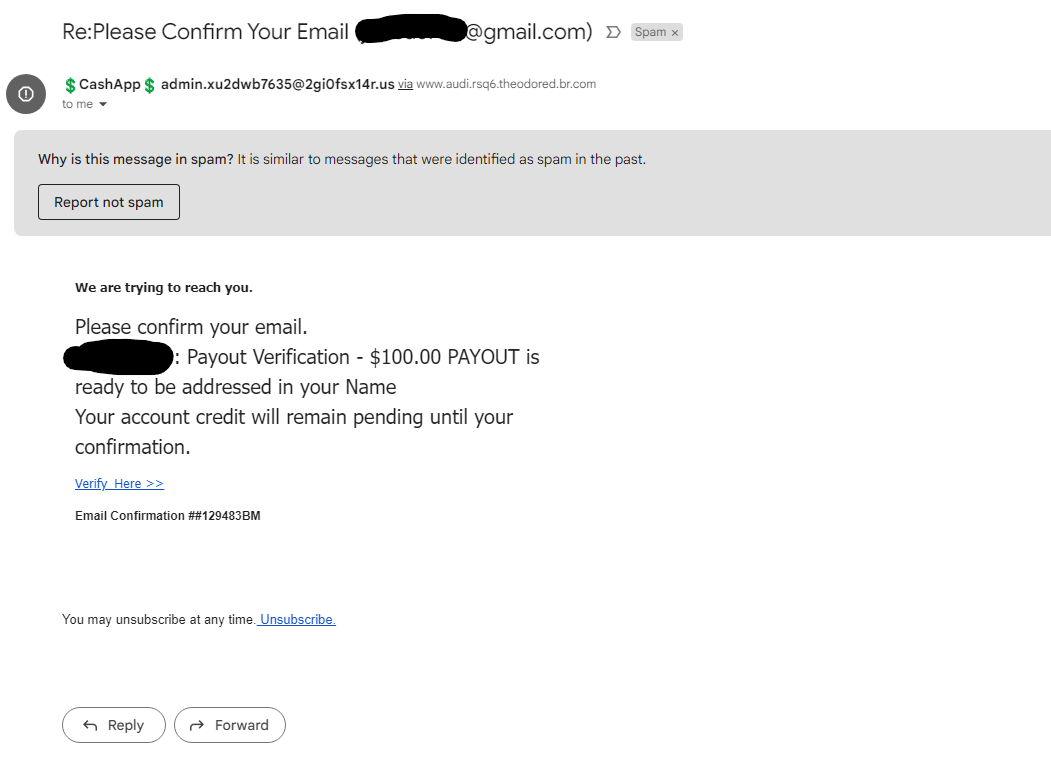 Re:Please Confirm Your Email @gmail.com) Spam ×
💲CashApp💲 admin.xu2dwb7635@2gi0fsx14r.us via www.audi.rsq6.theodored.br.com
to me
Why is this message in spam? It is similar to messages that were identified as spam in the past.
Report not spam
We are trying to reach you.
Please confirm your email.
: Payout Verification - $100.00 PAYOUT is
ready to be addressed in your Name
Your account credit will remain pending until your
confirmation.
Verify Here >>
Email Confirmation ##129483BM
You may unsubscribe at any time. Unsubscribe.
Reply Forward